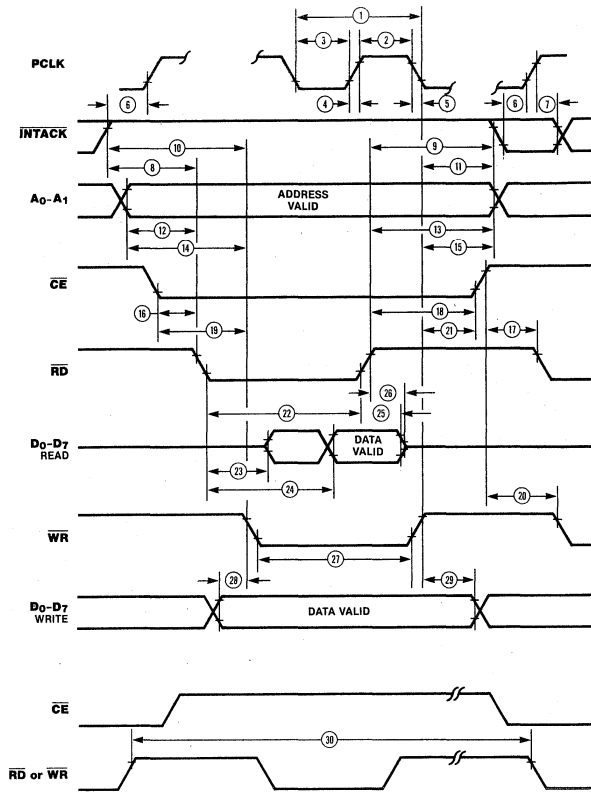 1
3 2
PCLK
4 5
6 6 7
INTACK
10 9
8 11
A0-A1 ADDRESS
VALID
12 13
14 15
CE
16 18
19 21 17
RD
26
22 25
D0-D7
READ
DATA
VALID
23
24 20
WR
27
28 29
D0-D7
WRITE
DATA VALID
CE
30
RD or WR